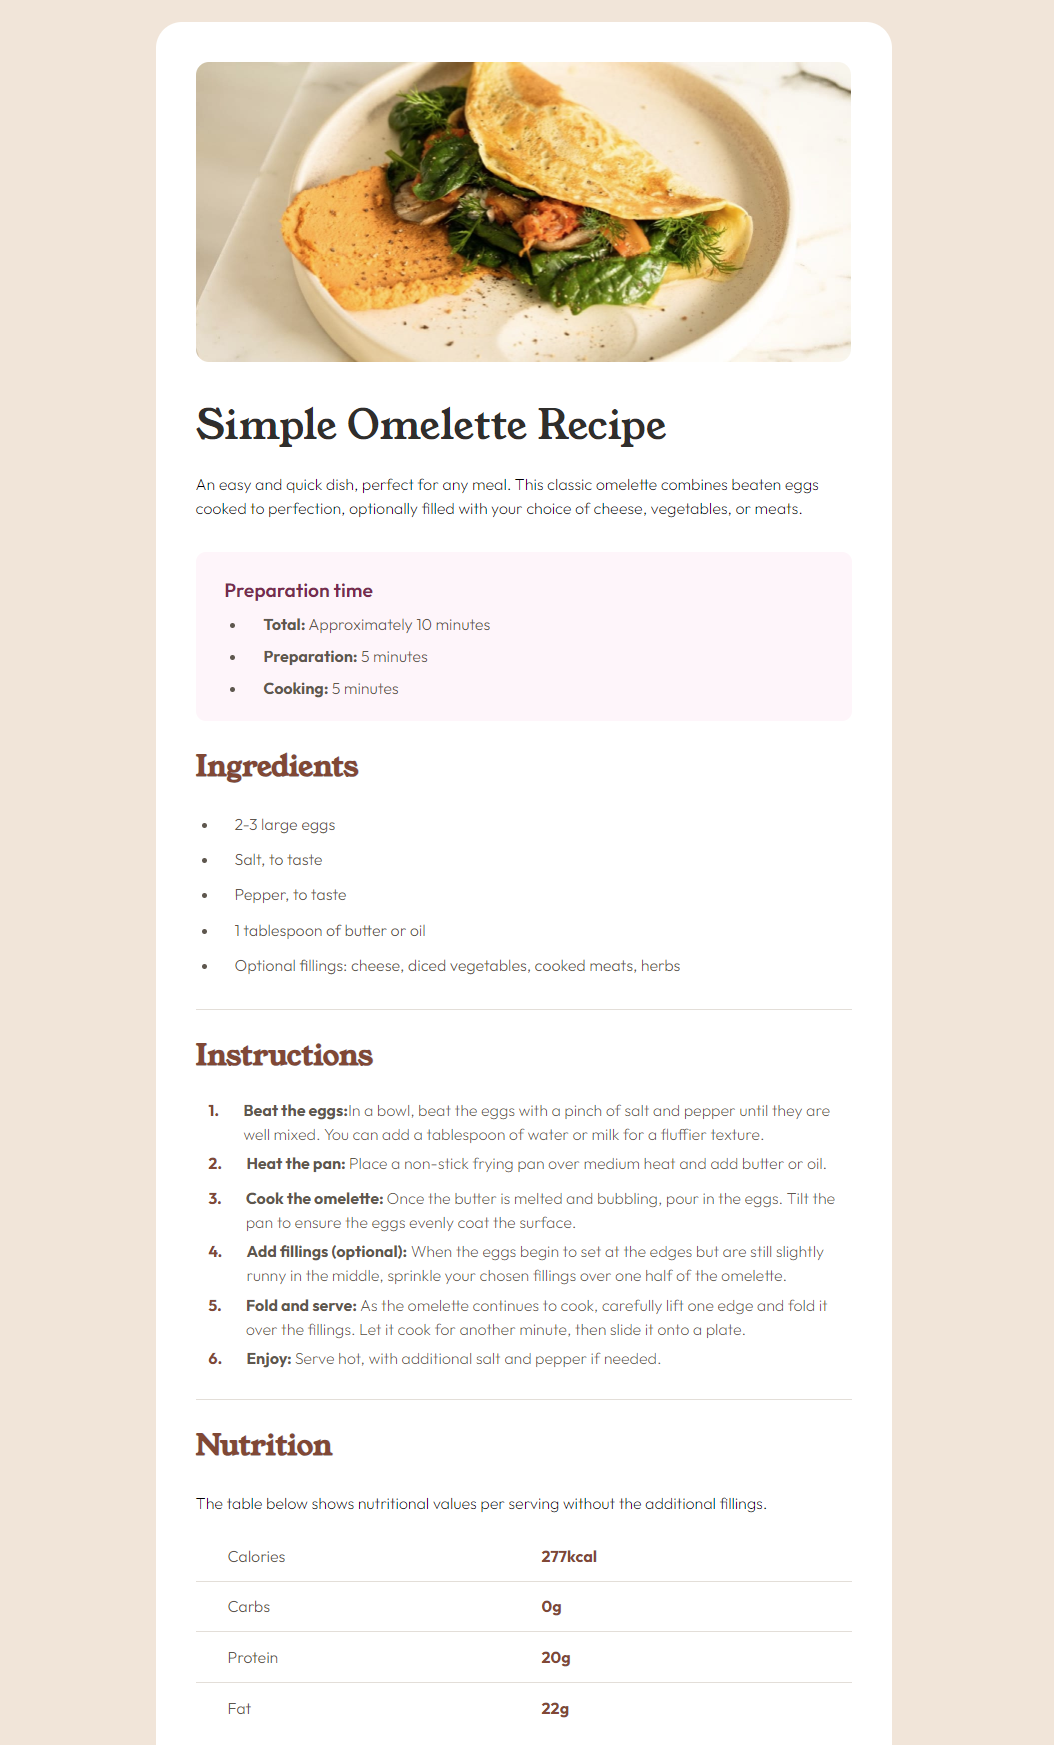 Simple Omelette Recipe
An easy and quick dish, perfect for any meal. This classic omelette combines beaten eggs
cooked to perfection, optionally filled with your choice of cheese, vegetables, or meats.
Preparation time
• Total: Approximately 10 minutes
• Preparation: 5 minutes
• Cooking: 5 minutes
Ingredients
• 2-3 large eggs
• Salt, to taste
• Pepper, to taste
• 1 tablespoon of butter or oil
• Optional fillings: cheese, diced vegetables, cooked meats, herbs
Instructions
1. Beat the eggs:In a bowl, beat the eggs with a pinch of salt and pepper until they are
well mixed. You can add a tablespoon of water or milk for a fluffier texture.
2. Heat the pan: Place a non-stick frying pan over medium heat and add butter or oil.
3. Cook the omelette: Once the butter is melted and bubbling, pour in the eggs. Tilt the
pan to ensure the eggs evenly coat the surface.
4. Add fillings (optional): When the eggs begin to set at the edges but are still slightly
runny in the middle, sprinkle your chosen fillings over one half of the omelette.
5. Fold and serve: As the omelette continues to cook, carefully lift one edge and fold it
over the fillings. Let it cook for another minute, then slide it onto a plate.
6. Enjoy: Serve hot, with additional salt and pepper if needed.
Nutrition
The table below shows nutritional values per serving without the additional fillings.
Calories 277kcal
Carbs 0g
Protein 20g
Fat 22g